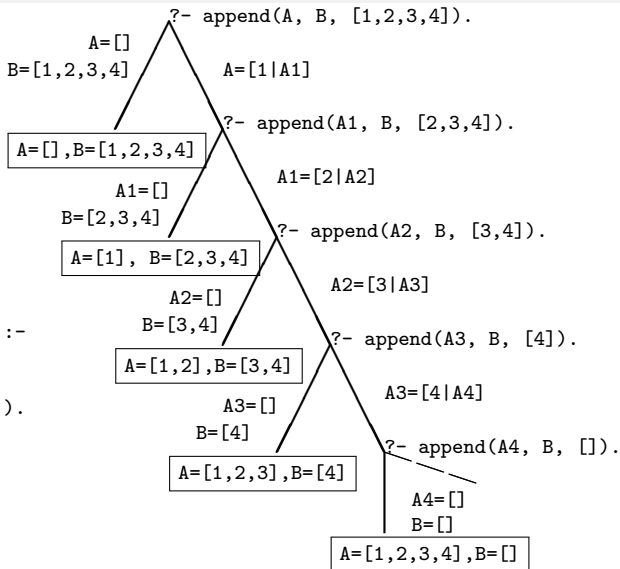 ?- append(A, B, [1,2,3,4]).
A=[]
B=[1,2,3,4]
A=[1|A1]
?- append(A1, B, [2,3,4]).
A=[],B=[1,2,3,4]
A1=[2|A2]
A1=[]
B=[2,3,4]
?- append(A2, B, [3,4]).
A=[1], B=[2,3,4]
A2=[3|A3]
A2=[]
B=[3,4]
:-
?- append(A3, B, [4]).
A=[1,2],B=[3,4]
A3=[4|A4]
A3=[]
B=[4]
).
?- append(A4, B, []).
A=[1,2,3],B=[4]
A4=[]
B=[]
A=[1,2,3,4],B=[]